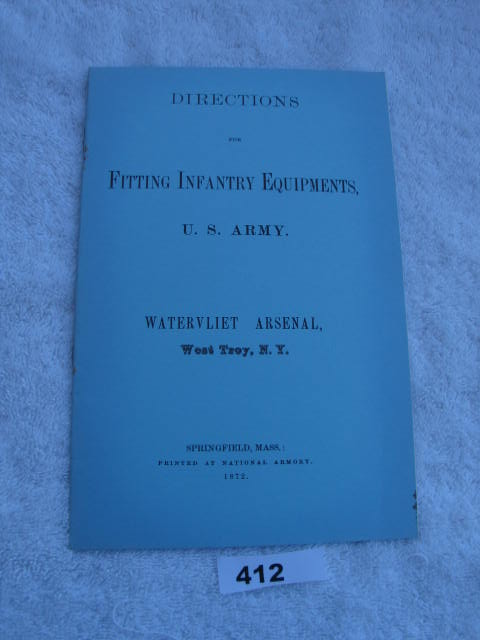 DIRECTIONS
FOR
FITTING INFANTRY EQUIPMENTS,
U. S. ARMY.
WATERVLIET ARSENAL,
West Troy, N. Y.
SPRINGFIELD, MASS.:
PRINTED AT NATIONAL ARMORY.
1872.
412